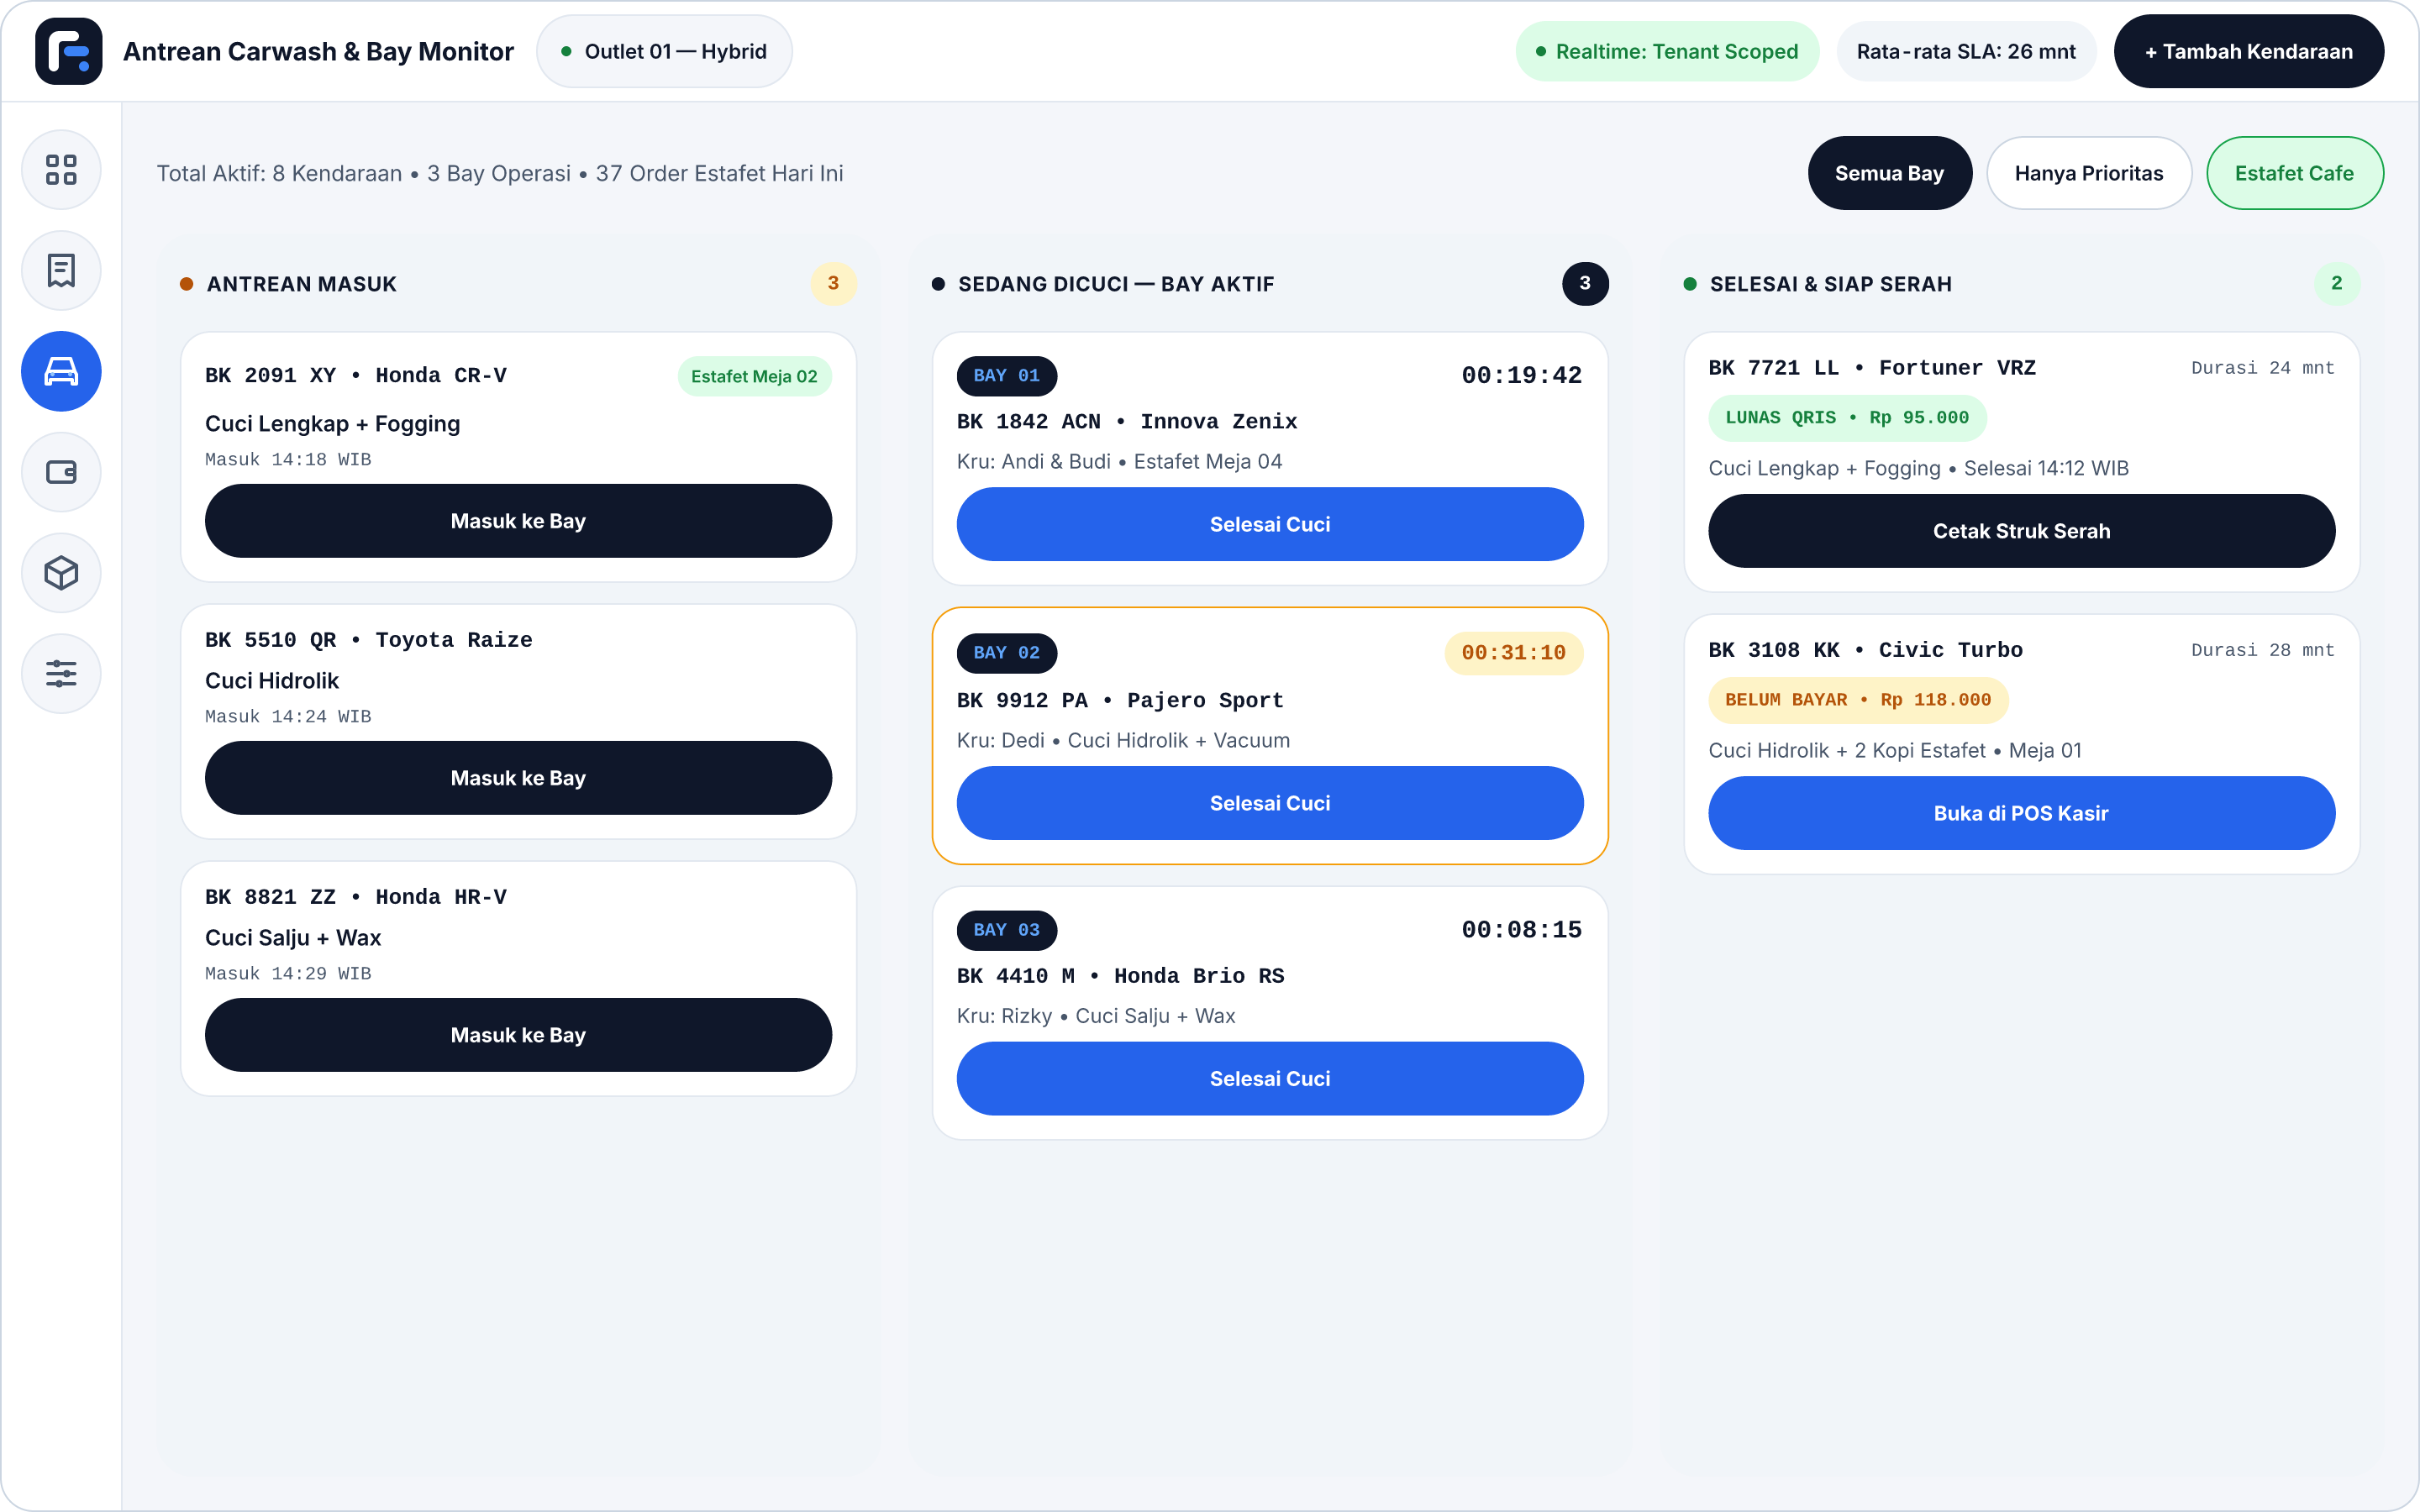 Antrean Carwash & Bay Monitor
Outlet 01 — Hybrid
Realtime: Tenant Scoped
Rata-rata SLA: 26 mnt
+ Tambah Kendaraan
Total Aktif: 8 Kendaraan • 3 Bay Operasi • 37 Order Estafet Hari Ini
Semua Bay
Hanya Prioritas
Estafet Cafe
ANTREAN MASUK
3
BK 2091 XY • Honda CR-V
Estafet Meja 02
Cuci Lengkap + Fogging
Masuk 14:18 WIB
Masuk ke Bay
BK 5510 QR • Toyota Raize
Cuci Hidrolik
Masuk 14:24 WIB
Masuk ke Bay
BK 8821 ZZ • Honda HR-V
Cuci Salju + Wax
Masuk 14:29 WIB
Masuk ke Bay
SEDANG DICUCI — BAY AKTIF
3
BAY 01
00:19:42
BK 1842 ACN • Innova Zenix
Kru: Andi & Budi • Estafet Meja 04
Selesai Cuci
BAY 02
00:31:10
BK 9912 PA • Pajero Sport
Kru: Dedi • Cuci Hidrolik + Vacuum
Selesai Cuci
BAY 03
00:08:15
BK 4410 M • Honda Brio RS
Kru: Rizky • Cuci Salju + Wax
Selesai Cuci
SELESAI & SIAP SERAH
2
BK 7721 LL • Fortuner VRZ
Durasi 24 mnt
LUNAS QRIS • Rp 95.000
Cuci Lengkap + Fogging • Selesai 14:12 WIB
Cetak Struk Serah
BK 3108 KK • Civic Turbo
Durasi 28 mnt
BELUM BAYAR • Rp 118.000
Cuci Hidrolik + 2 Kopi Estafet • Meja 01
Buka di POS Kasir